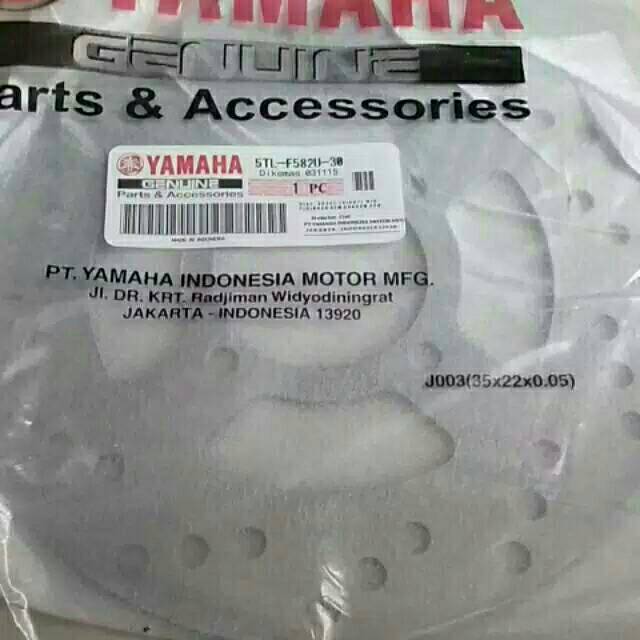 YAMAHA
GENUINE
arts & Accessories
YAMAHA 5TL-F582U-30
Dikemas 031115
GENUINE
1 PC
Parts & Accessories
MADE IN INDONESIA
PT. YAMAHA INDONESIA MOTOR MFG.
Jl. DR. KRT. Radjiman Widyodiningrat
JAKARTA - INDONESIA 13920
J003(35x22x0.05)